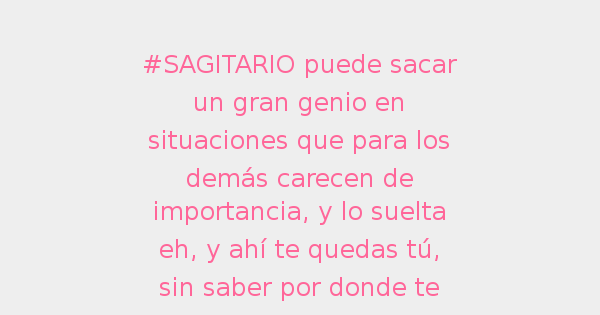 #SAGITARIO puede sacar
un gran genio en
situaciones que para los
demás carecen de
importancia, y lo suelta
eh, y ahí te quedas tú,
sin saber por donde te